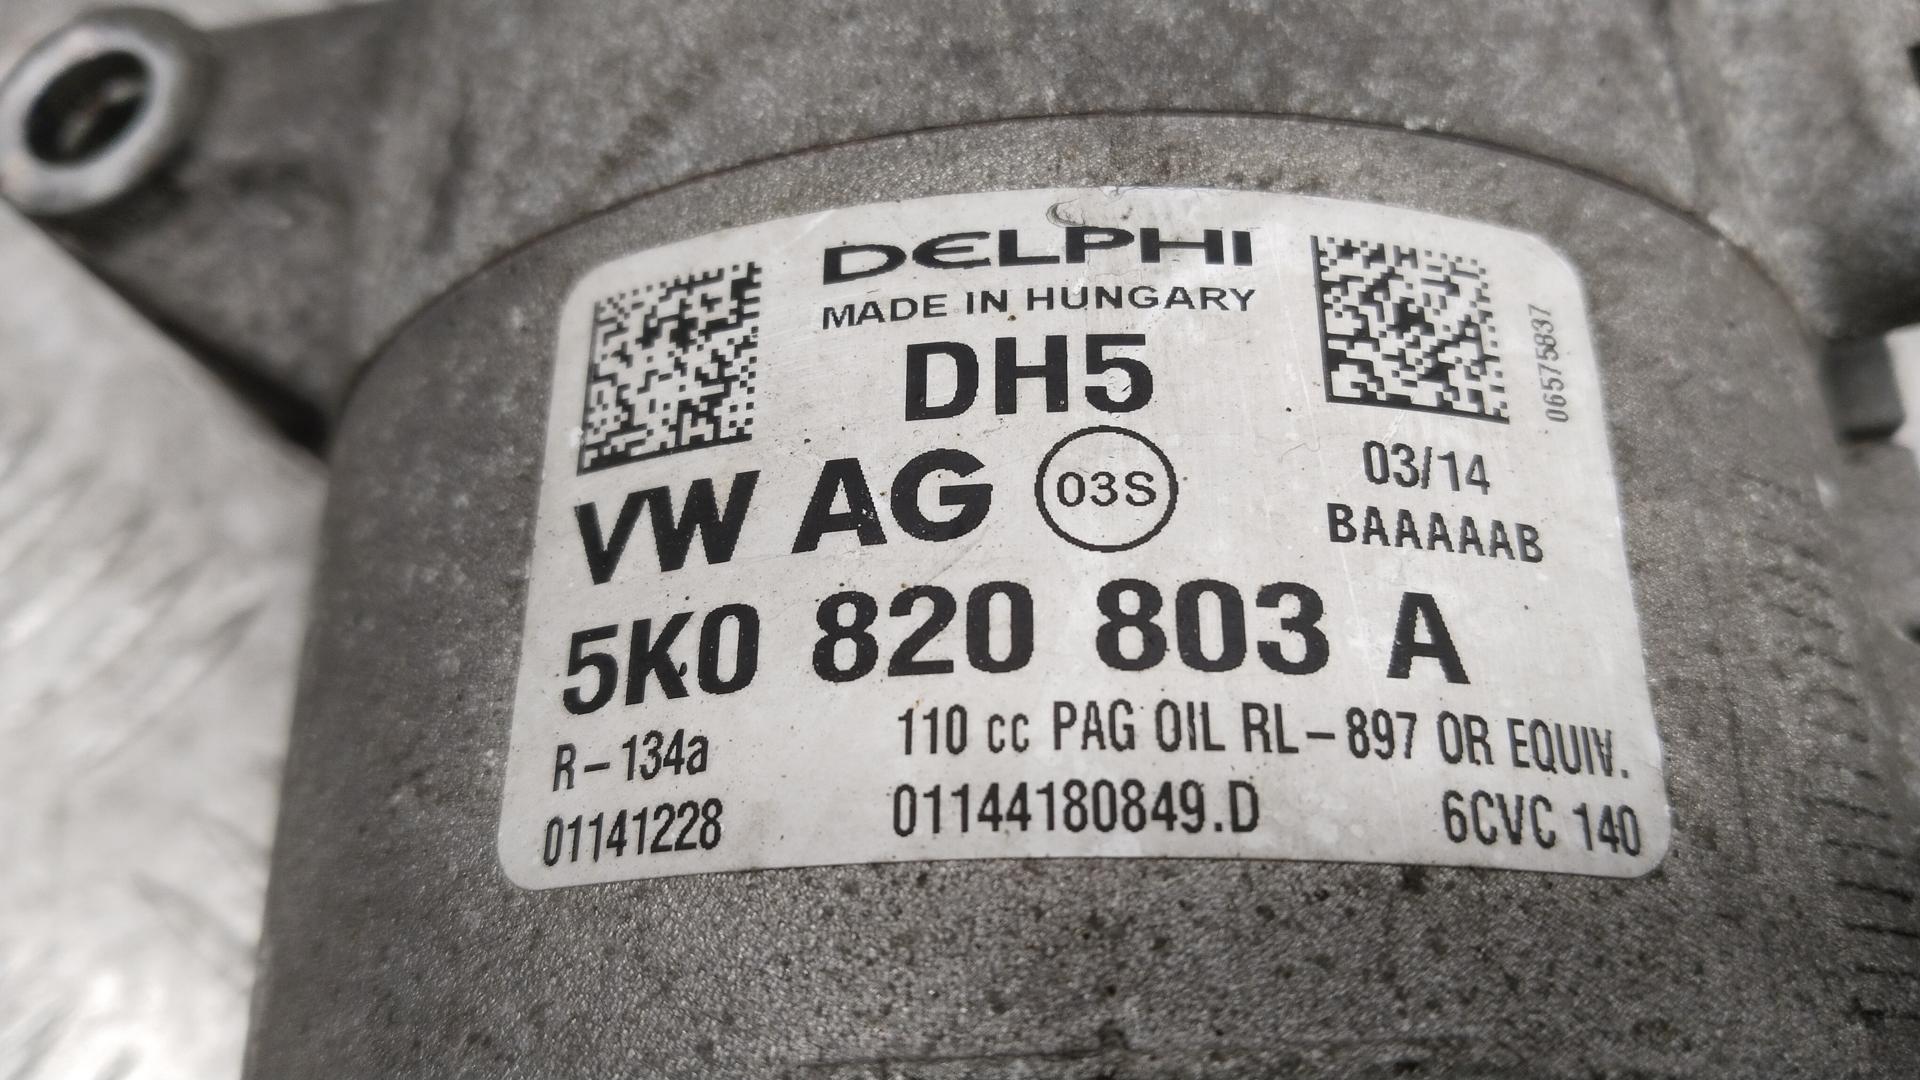 DELPHI
MADE IN HUNGARY
DH5
06575837
VW AG 03S
03/14
BAAAAAB
5K0 820 803 A
R-134a 110 cc PAG OIL RL-897 OR EQUIV.
01141228 01144180849.D 6CVC 140